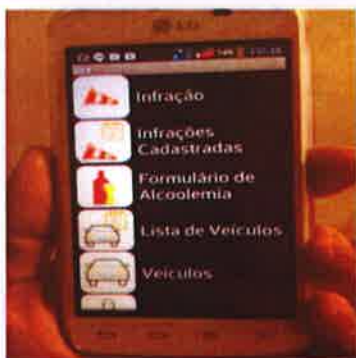 Infração
Infrações
Cadastradas
Formulário de
Alcoolemia
Lista de Veículos
Veículos